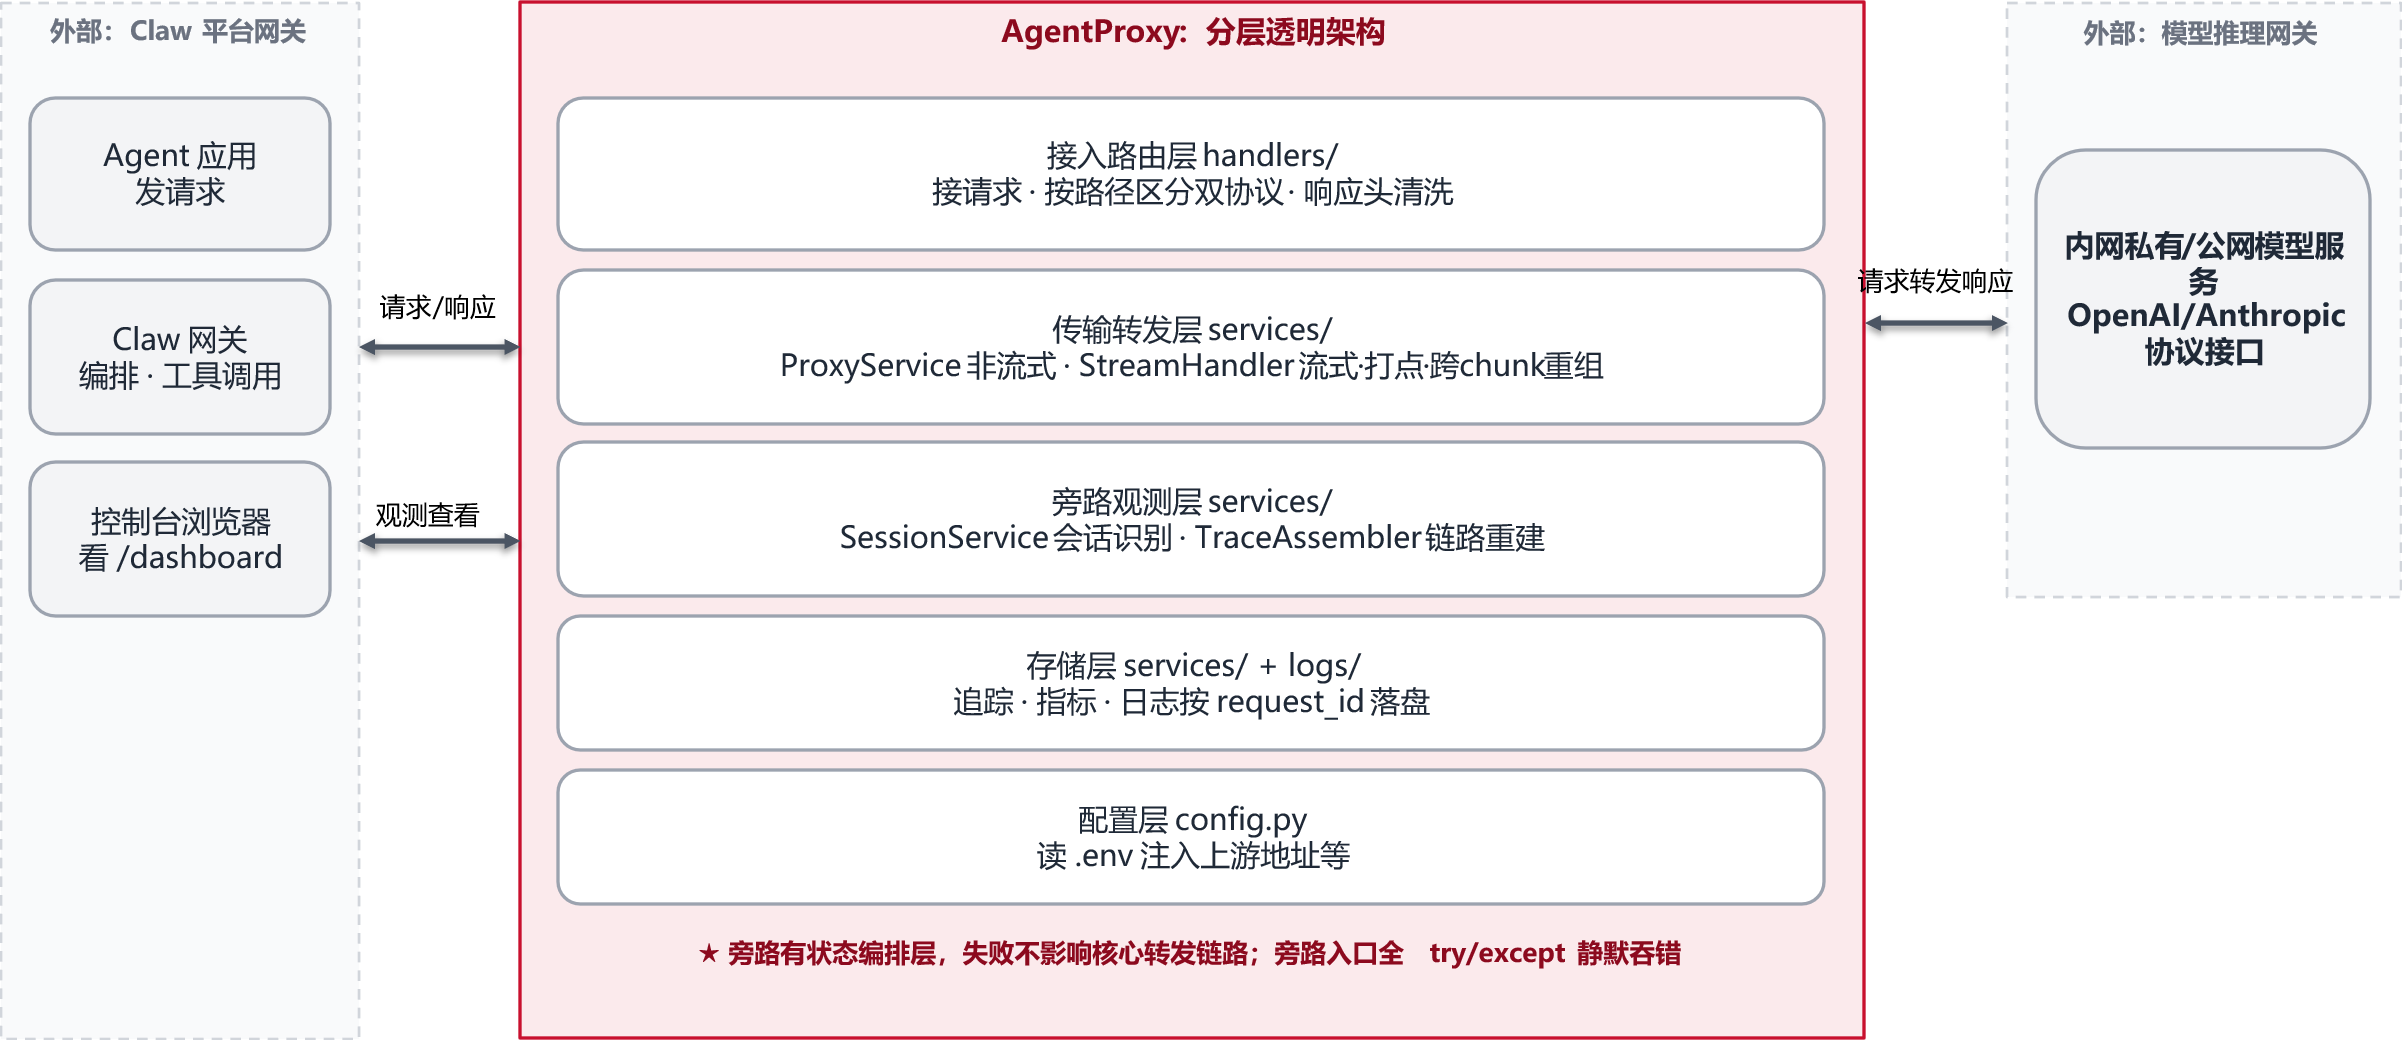 外部：Claw 平台网关
Agent 应用
发请求
Claw 网关
编排 · 工具调用
控制台浏览器
看 /dashboard
请求/响应
观测查看
AgentProxy：分层透明架构
接入路由层 handlers/
接请求 · 按路径区分双协议 · 响应头清洗
传输转发层 services/
ProxyService 非流式 · StreamHandler 流式·打点·跨chunk重组
旁路观测层 services/
SessionService 会话识别 · TraceAssembler 链路重建
存储层 services/ + logs/
追踪 · 指标 · 日志按 request_id 落盘
配置层 config.py
读 .env 注入上游地址等
★ 旁路有状态编排层，失败不影响核心转发链路；旁路入口全 try/except 静默吞错
请求转发响应
外部：模型推理网关
内网私有/公网模型服
务
OpenAI/Anthropic
协议接口